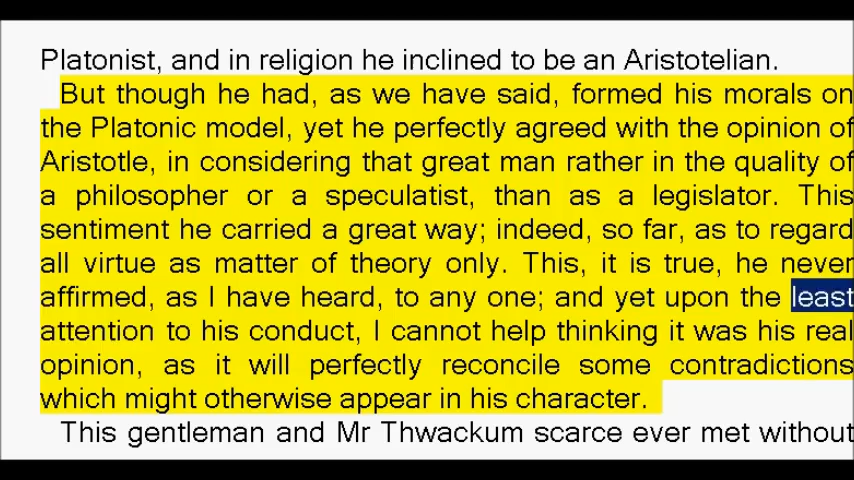 Platonist, and in religion he inclined to be an Aristotelian.
But though he had, as we have said, formed his morals on
the Platonic model, yet he perfectly agreed with the opinion of
Aristotle, in considering that great man rather in the quality of
a philosopher or a speculatist, than as a legislator. This
sentiment he carried a great way; indeed, so far, as to regard
all virtue as matter of theory only. This, it is true, he never
affirmed, as I have heard, to any one; and yet upon the least
attention to his conduct, I cannot help thinking it was his real
opinion, as it will perfectly reconcile some contradictions
which might otherwise appear in his character.
This gentleman and Mr Thwackum scarce ever met without